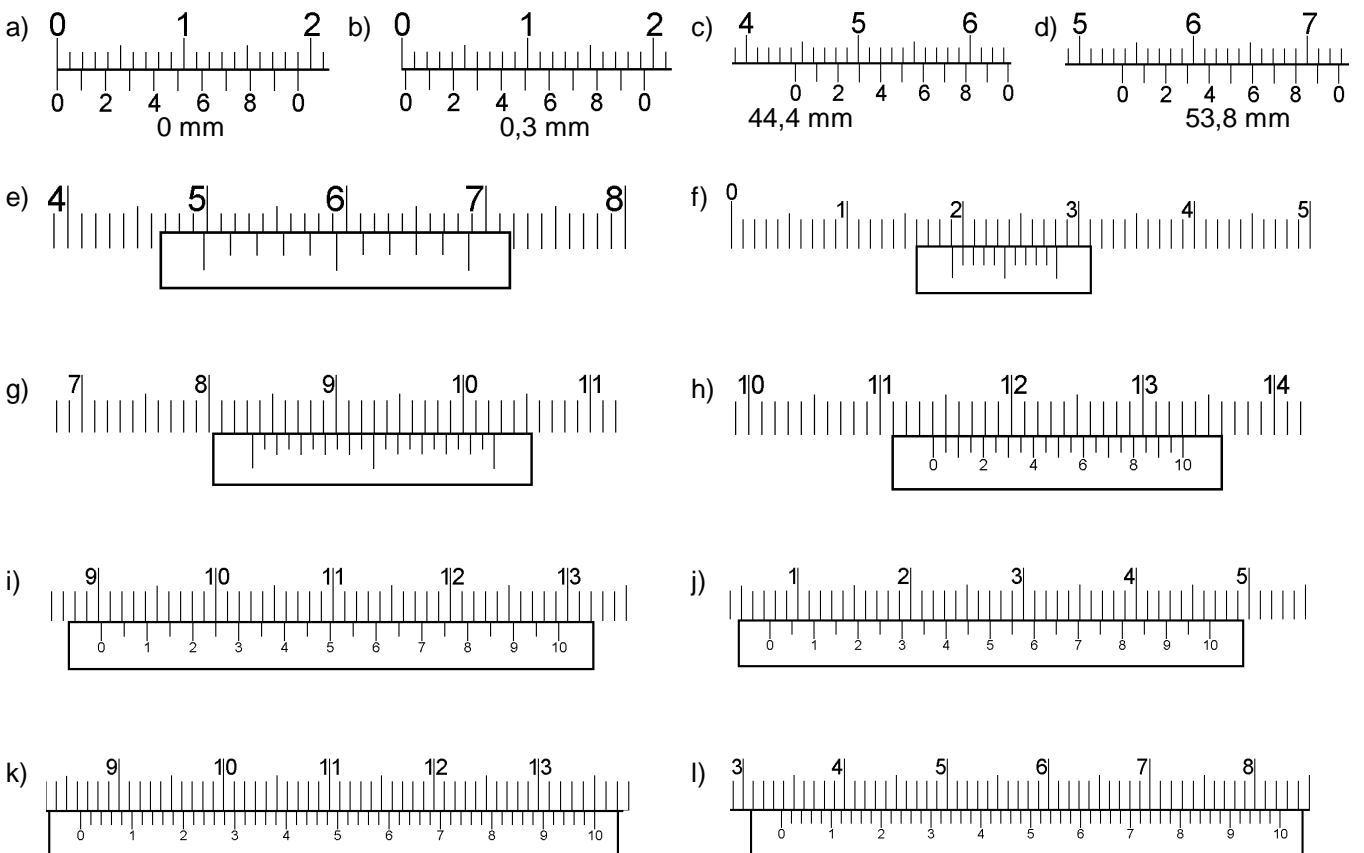 a) 0 1 2
0 2 4 6 8 0
0 mm
b) 0 1 2
0 2 4 6 8 0
0,3 mm
c) 4 5 6
0 2 4 6 8 0
44,4 mm
d) 5 6 7
0 2 4 6 8 0
53,8 mm
e) 4 5 6 7 8
f) 0 1 2 3 4 5
g) 7 8 9 10 11
h) 10 11 12 13 14
0 2 4 6 8 10
i) 9 10 11 12 13
0 1 2 3 4 5 6 7 8 9 10
j) 1 2 3 4 5
0 1 2 3 4 5 6 7 8 9 10
k) 9 10 11 12 13
0 1 2 3 4 5 6 7 8 9 10
l) 3 4 5 6 7 8
0 1 2 3 4 5 6 7 8 9 10